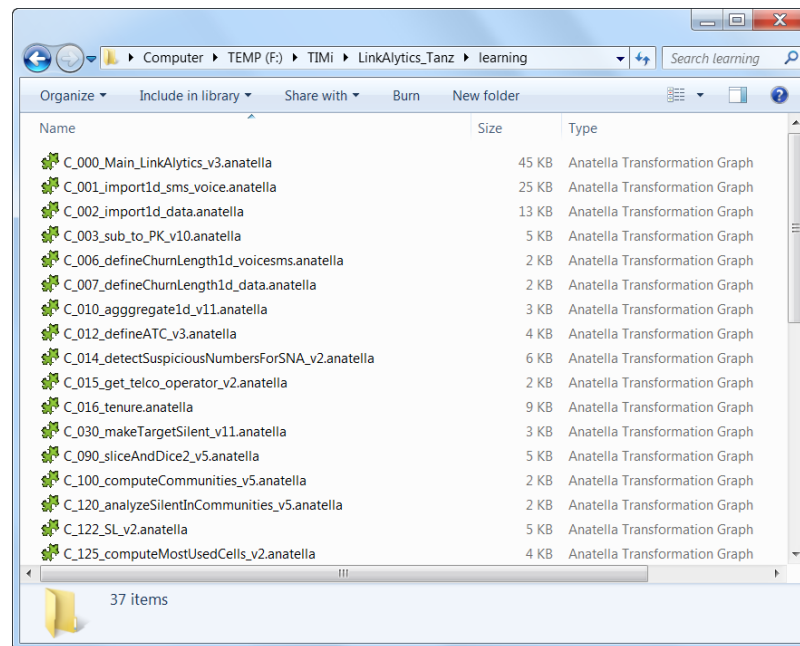 Computer TEMP (F:) TIMi LinkAlytics_Tanz learning Search learning
Organize Include in library Share with Burn New folder
Name Size Type
C_000_Main_LinkAlytics_v3.anatella 45 KB Anatella Transformation Graph
C_001_import1d_sms_voice.anatella 25 KB Anatella Transformation Graph
C_002_import1d_data.anatella 13 KB Anatella Transformation Graph
C_003_sub_to_PK_v10.anatella 5 KB Anatella Transformation Graph
C_006_defineChurnLength1d_voicesms.anatella 2 KB Anatella Transformation Graph
C_007_defineChurnLength1d_data.anatella 2 KB Anatella Transformation Graph
C_010_agggregate1d_v11.anatella 3 KB Anatella Transformation Graph
C_012_defineATC_v3.anatella 4 KB Anatella Transformation Graph
C_014_detectSuspiciousNumbersForSNA_v2.anatella 6 KB Anatella Transformation Graph
C_015_get_telco_operator_v2.anatella 2 KB Anatella Transformation Graph
C_016_tenure.anatella 9 KB Anatella Transformation Graph
C_030_makeTargetSilent_v11.anatella 3 KB Anatella Transformation Graph
C_090_sliceAndDice2_v5.anatella 5 KB Anatella Transformation Graph
C_100_computeCommunities_v5.anatella 2 KB Anatella Transformation Graph
C_120_analyzeSilentInCommunities_v5.anatella 2 KB Anatella Transformation Graph
C_122_SL_v2.anatella 5 KB Anatella Transformation Graph
C_125_computeMostUsedCells_v2.anatella 4 KB Anatella Transformation Graph
37 items